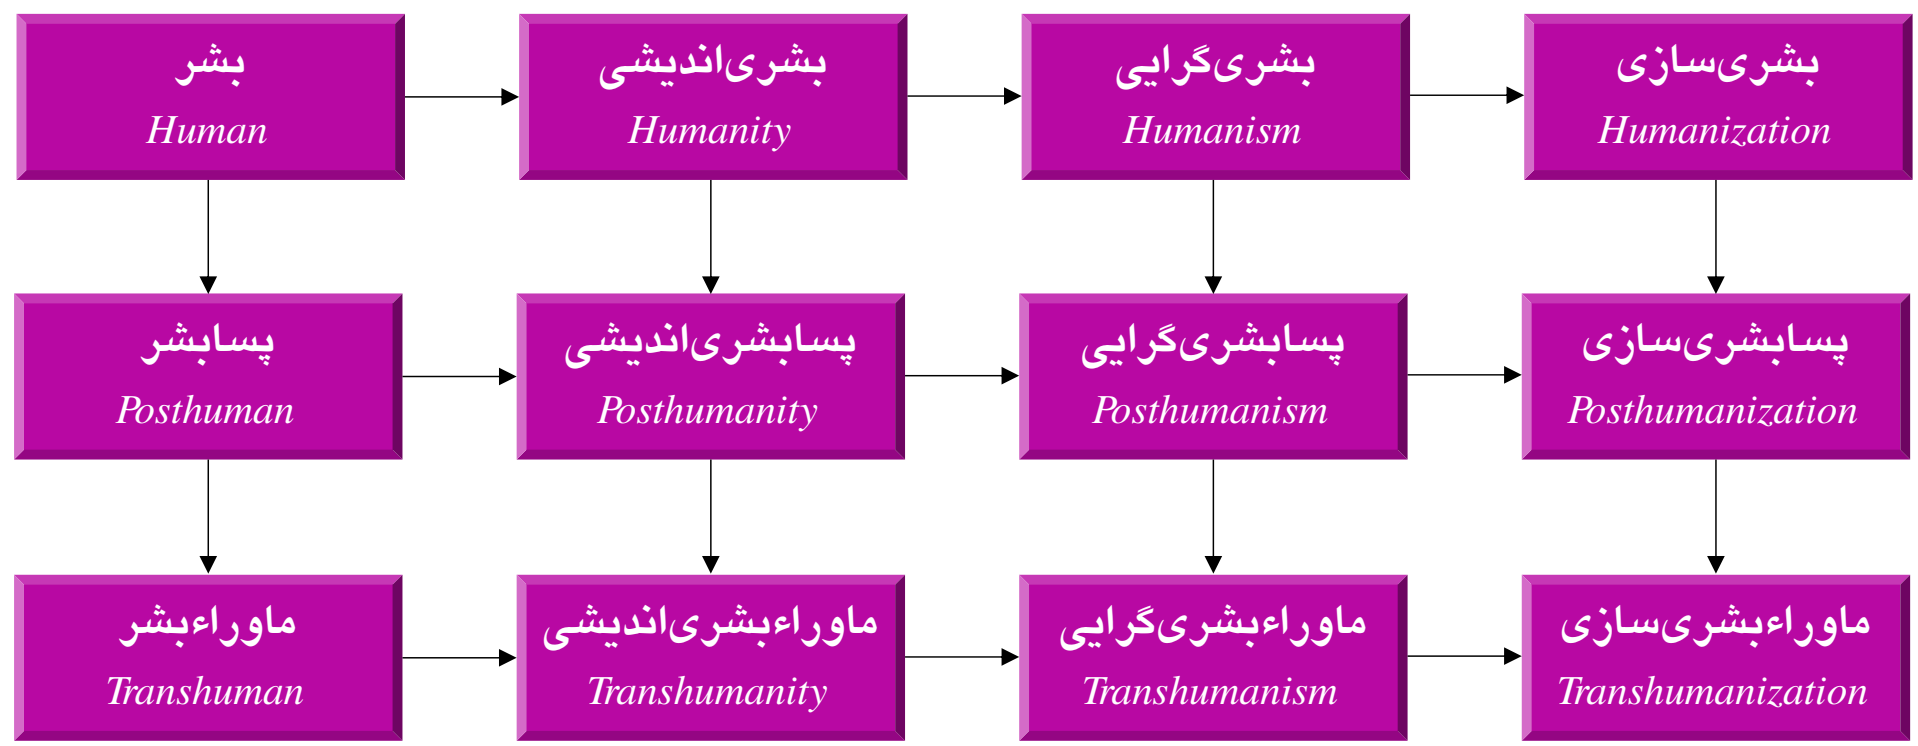 بشر
Human
بشری‌اندیشی
Humanity
بشری‌گرایی
Humanism
بشری‌سازی
Humanization
پسابشر
Posthuman
پسابشری‌اندیشی
Posthumanity
پسابشری‌گرایی
Posthumanism
پسابشری‌سازی
Posthumanization
ماوراءبشر
Transhuman
ماوراءبشری‌اندیشی
Transhumanity
ماوراءبشری‌گرایی
Transhumanism
ماوراءبشری‌سازی
Transhumanization